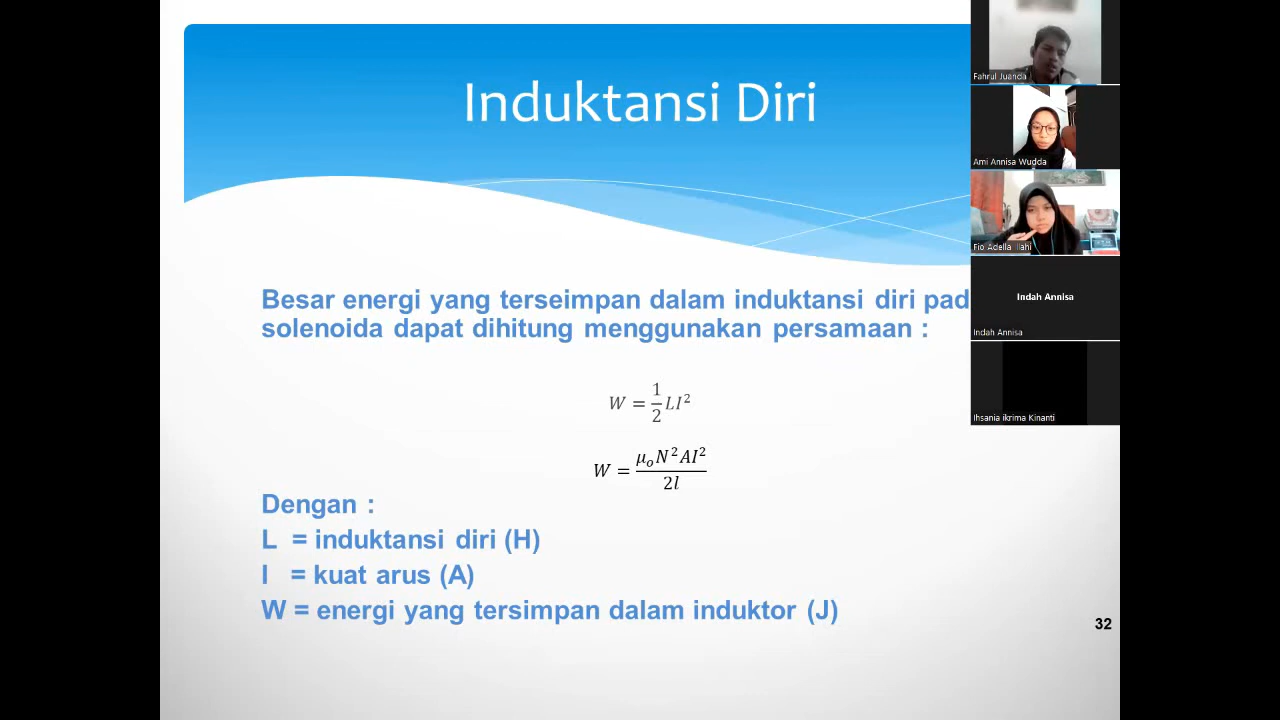 Induktansi Diri
Besar energi yang terseimpan dalam induktansi diri pad
solenoida dapat dihitung menggunakan persamaan :
W = 1/2 LI²
W = μₒN²AI²/2l
Dengan :
L = induktansi diri (H)
I = kuat arus (A)
W = energi yang tersimpan dalam induktor (J)
32
Fahrul Juanda
Ami Annisa Wudda
Fio Adella Ilahi
Indah Annisa
Indah Annisa
Ihsania ikrima Kinanti